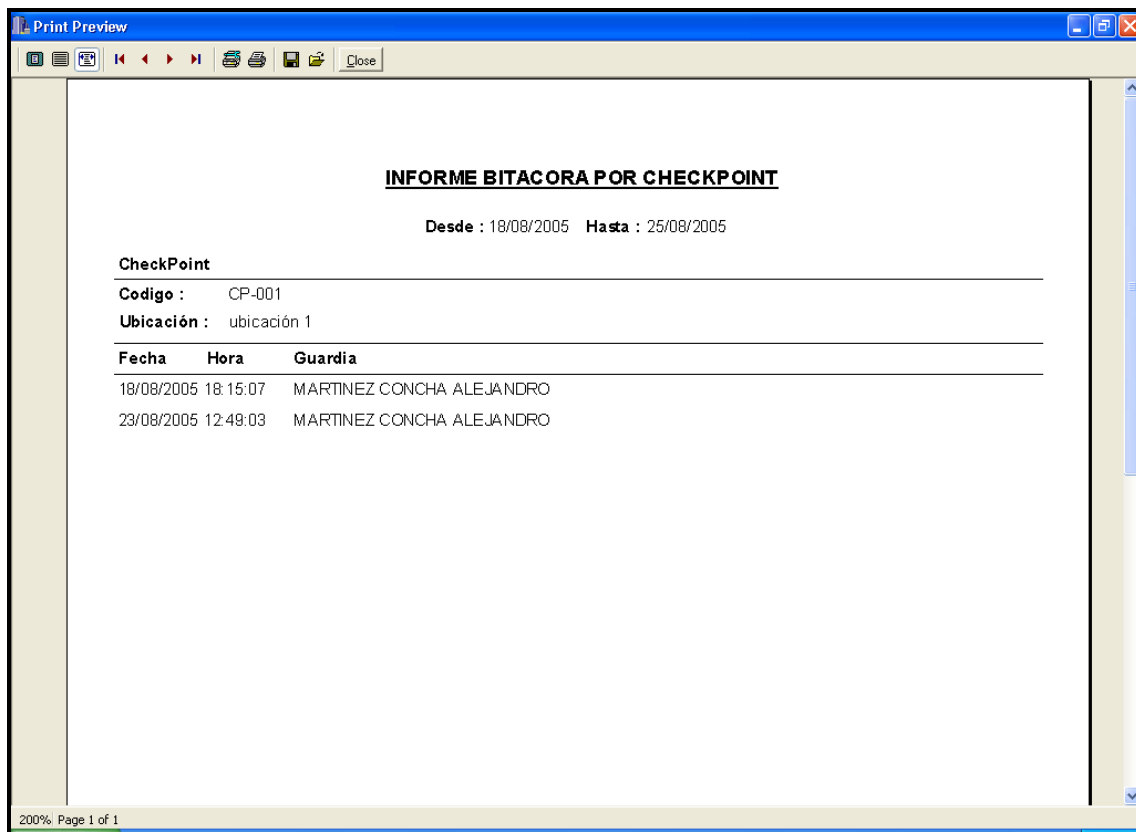 Print Preview
Close
INFORME BITACORA POR CHECKPOINT
Desde : 18/08/2005 Hasta : 25/08/2005
CheckPoint
Codigo : CP-001
Ubicación : ubicación 1
Fecha Hora Guardia
18/08/2005 18:15:07 MARTINEZ CONCHA ALEJANDRO
23/08/2005 12:49:03 MARTINEZ CONCHA ALEJANDRO
200% Page 1 of 1